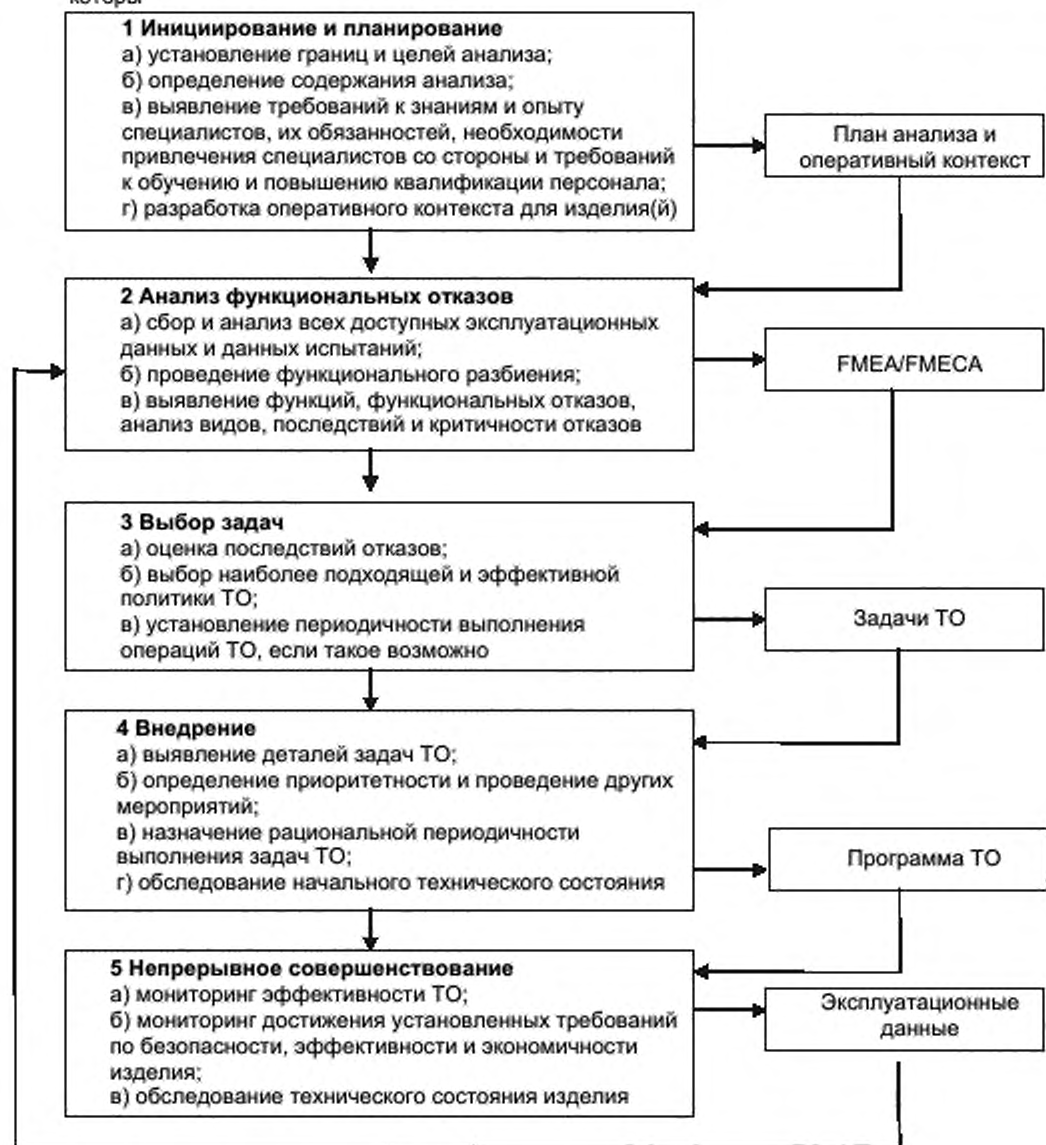 1 Инициирование и планирование
а) установление границ и целей анализа;
б) определение содержания анализа;
в) выявление требований к знаниям и опыту
специалистов, их обязанностей, необходимости
привлечения специалистов со стороны и требований
к обучению и повышению квалификации персонала;
г) разработка оперативного контекста для изделия(й)
План анализа и
оперативный контекст
2 Анализ функциональных отказов
а) сбор и анализ всех доступных эксплуатационных
данных и данных испытаний;
б) проведение функционального разбиения;
в) выявление функций, функциональных отказов,
анализ видов, последствий и критичности отказов
FMEA/FMECA
3 Выбор задач
а) оценка последствий отказов;
б) выбор наиболее подходящей и эффективной
политики ТО;
в) установление периодичности выполнения
операций ТО, если такое возможно
Задачи ТО
4 Внедрение
а) выявление деталей задач ТО;
б) определение приоритетности и проведение других
мероприятий;
в) назначение рациональной периодичности
выполнения задач ТО;
г) обследование начального технического состояния
Программа ТО
5 Непрерывное совершенствование
а) мониторинг эффективности ТО;
б) мониторинг достижения установленных требований
по безопасности, эффективности и экономичности
изделия;
в) обследование технического состояния изделия
Эксплуатационные
данные